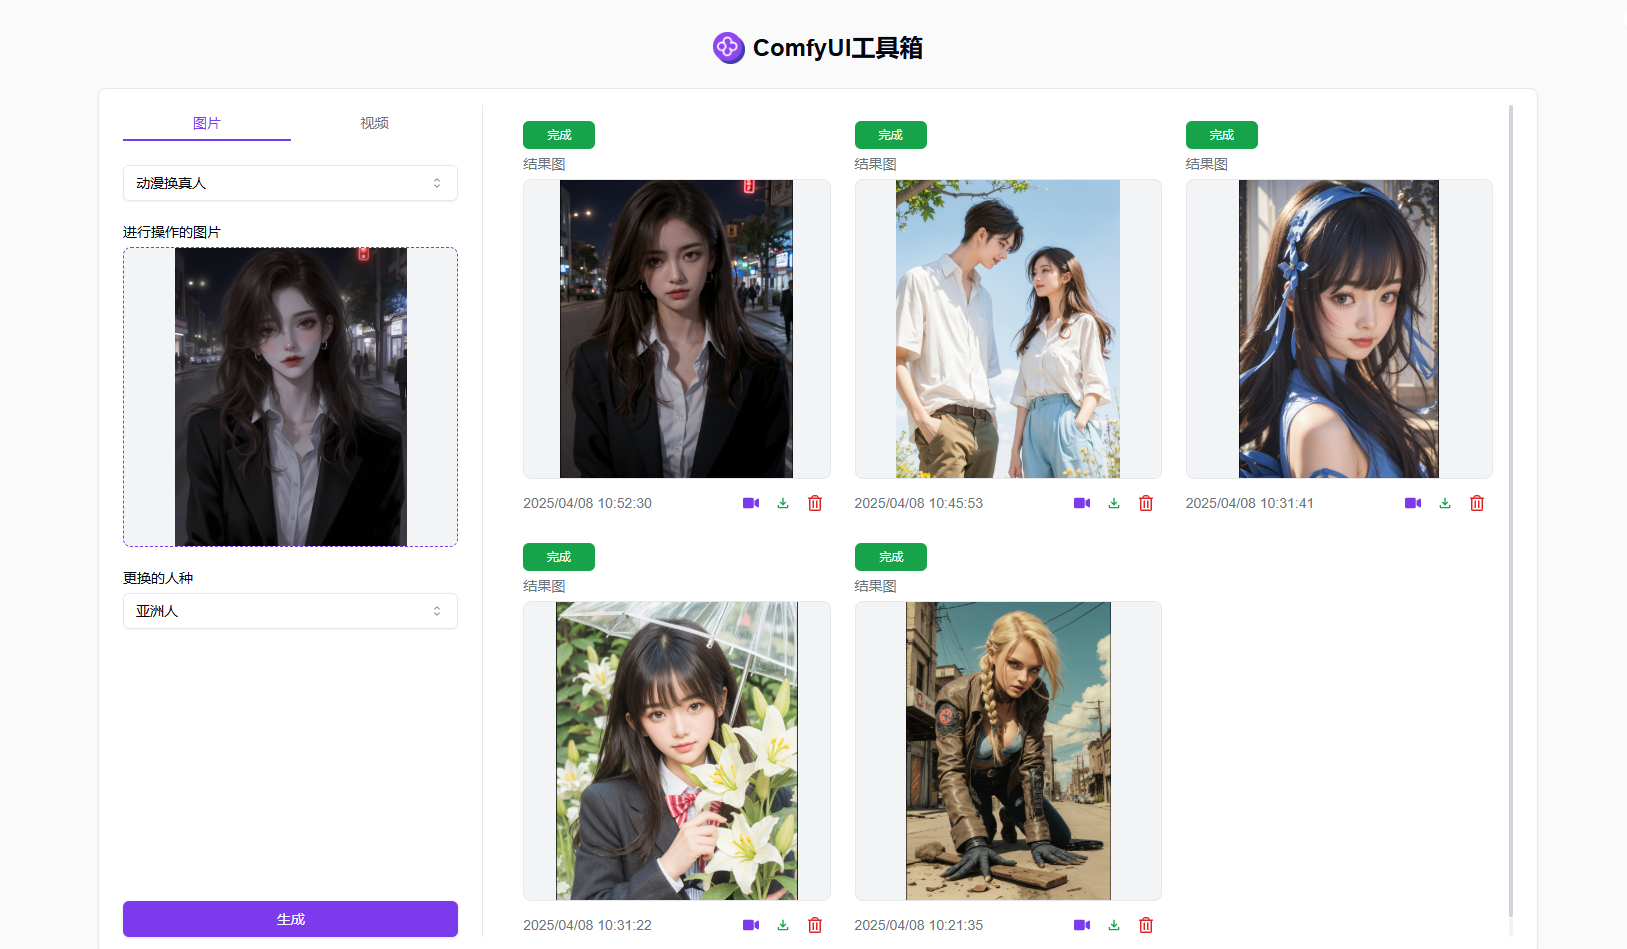 ComfyUI工具箱
图片
视频
动漫换真人
进行操作的图片
更换的人种
亚洲人
生成
完成
结果图
2025/04/08 10:52:30
完成
结果图
2025/04/08 10:45:53
完成
结果图
2025/04/08 10:31:41
完成
结果图
2025/04/08 10:31:22
完成
结果图
2025/04/08 10:21:35